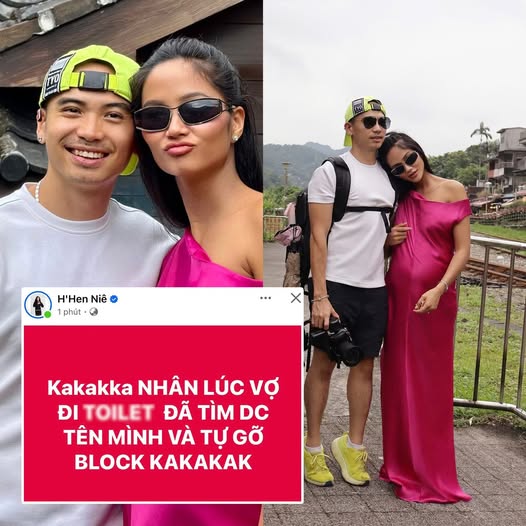 H'Hen Niê
1 phút
Kakakka NHÂN LÚC VỢ
ĐI TOILET ĐÃ TÌM DC
TÊN MÌNH VÀ TỰ GỠ
BLOCK KAKAKAK